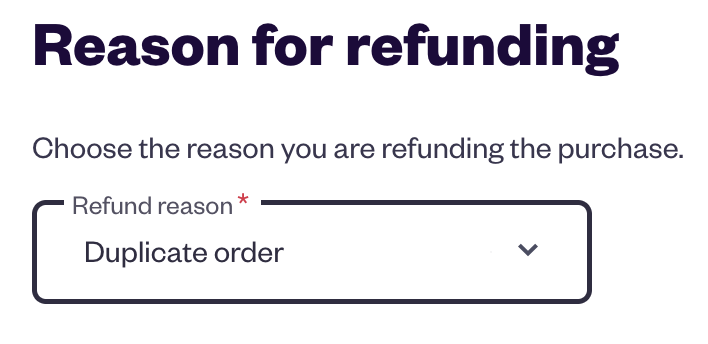 Reason for refunding
Choose the reason you are refunding the purchase.
Refund reason *
Duplicate order